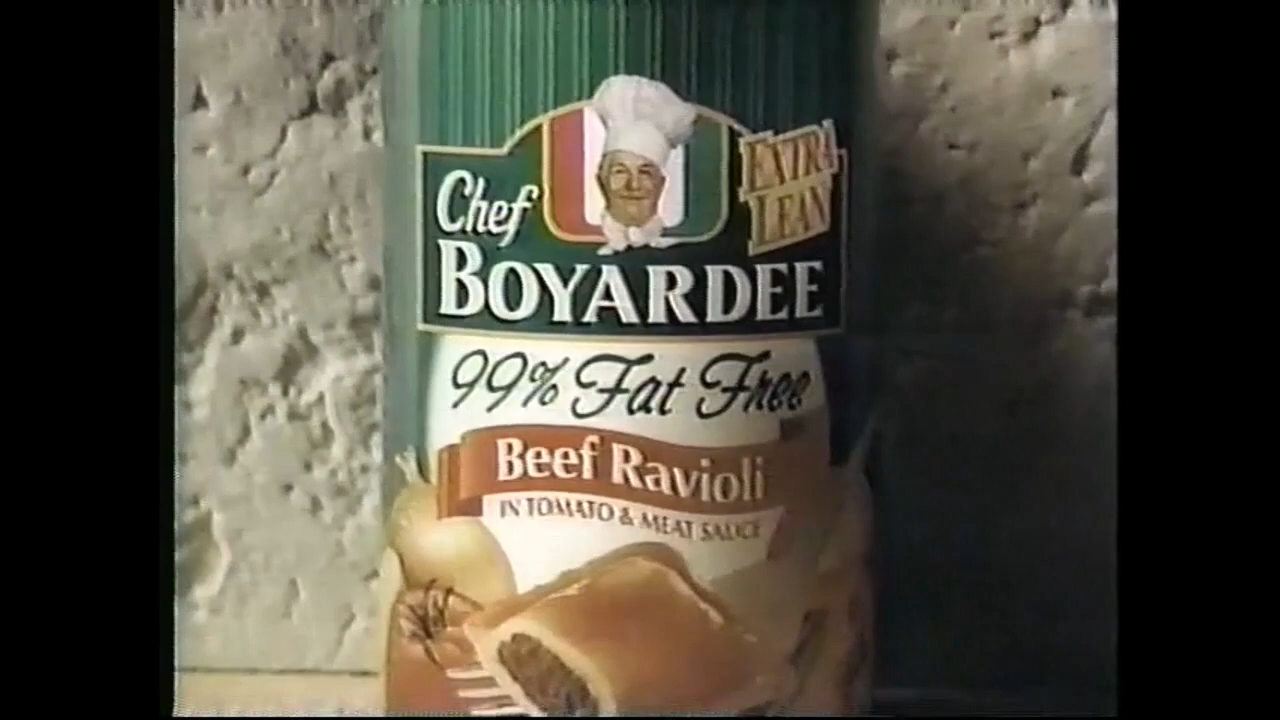 Chef
BOYARDEE
EXTRA
LEAN
99% Fat Free
Beef Ravioli
IN TOMATO & MEAT SAUCE